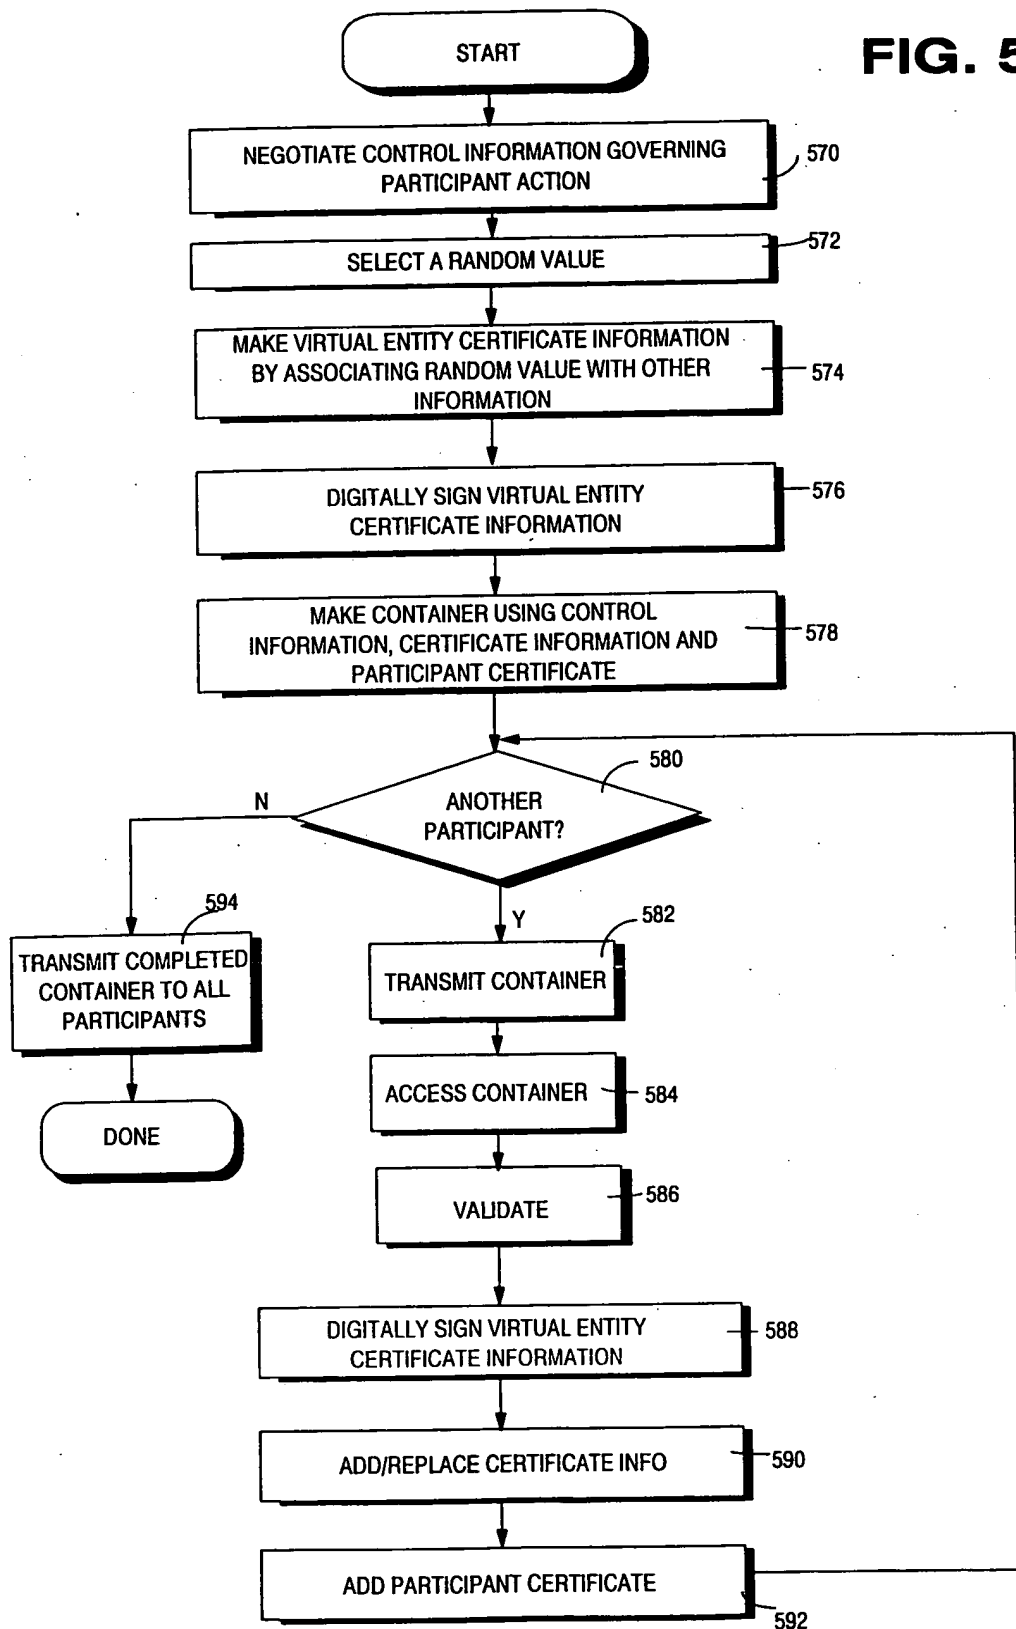 START
FIG. 5
NEGOTIATE CONTROL INFORMATION GOVERNING
PARTICIPANT ACTION
570
572
SELECT A RANDOM VALUE
MAKE VIRTUAL ENTITY CERTIFICATE INFORMATION
BY ASSOCIATING RANDOM VALUE WITH OTHER
INFORMATION
574
DIGITALLY SIGN VIRTUAL ENTITY
CERTIFICATE INFORMATION
576
MAKE CONTAINER USING CONTROL
INFORMATION, CERTIFICATE INFORMATION AND
PARTICIPANT CERTIFICATE
578
580
N
ANOTHER
PARTICIPANT?
594
Y
582
TRANSMIT COMPLETED
CONTAINER TO ALL
PARTICIPANTS
TRANSMIT CONTAINER
ACCESS CONTAINER
584
DONE
VALIDATE
586
DIGITALLY SIGN VIRTUAL ENTITY
CERTIFICATE INFORMATION
588
ADD/REPLACE CERTIFICATE INFO
590
ADD PARTICIPANT CERTIFICATE
592